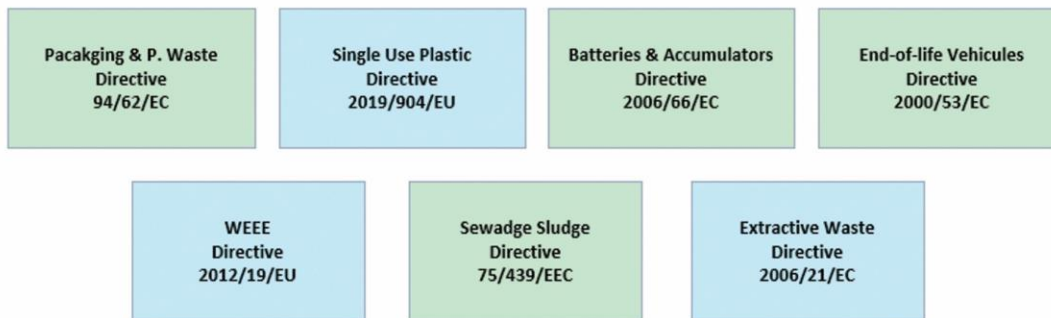 Pacakging & P. Waste
Directive
94/62/EC
Single Use Plastic
Directive
2019/904/EU
Batteries & Accumulators
Directive
2006/66/EC
End-of-life Vehicules
Directive
2000/53/EC
WEEE
Directive
2012/19/EU
Sewadge Sludge
Directive
75/439/EEC
Extractive Waste
Directive
2006/21/EC